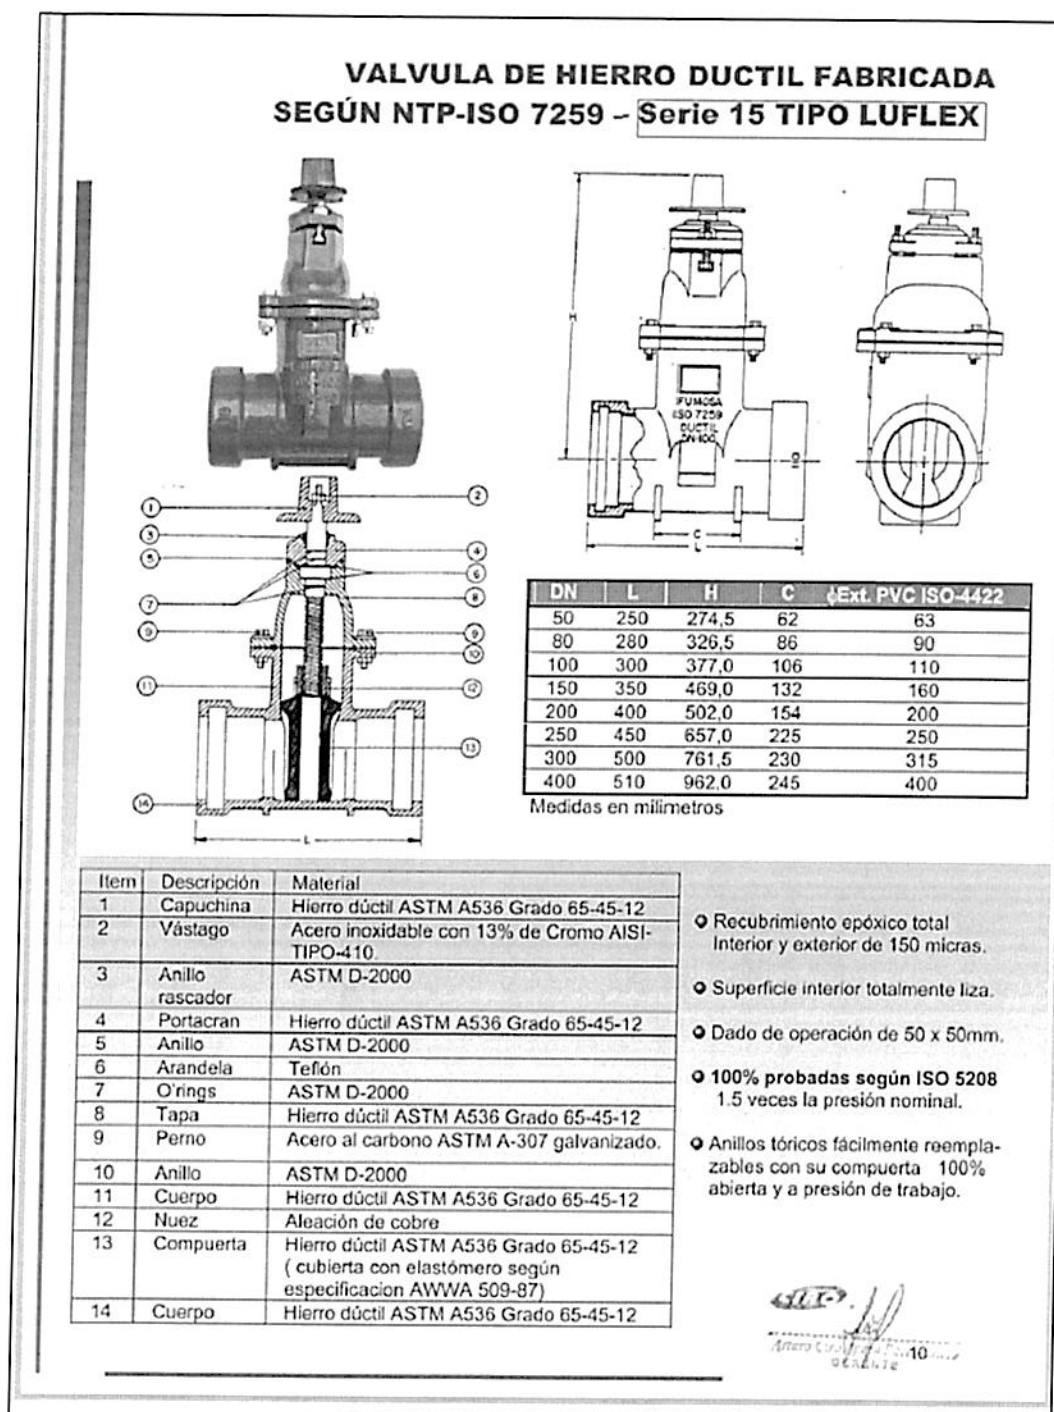 VALVULA DE HIERRO DUCTIL FABRICADA
SEGÚN NTP-ISO 7259 – Serie 15 TIPO LUFLEX
H
IFUMOSA
ISO 7259
DUCTIL
DN-100
C
L
1
2
3
4
5
6
7
8
9
9
10
11
12
13
14
L
DN L H C ϕExt. PVC ISO-4422
50 250 274,5 62 63
80 280 326,5 86 90
100 300 377,0 106 110
150 350 469,0 132 160
200 400 502,0 154 200
250 450 657,0 225 250
300 500 761,5 230 315
400 510 962,0 245 400
Medidas en milimetros
Item Descripción Material
1 Capuchina Hierro dúctil ASTM A536 Grado 65-45-12
2 Vástago Acero inoxidable con 13% de Cromo AISI-
TIPO-410.
3 Anillo ASTM D-2000
rascador
4 Portacran Hierro dúctil ASTM A536 Grado 65-45-12
5 Anillo ASTM D-2000
6 Arandela Teflón
7 O'rings ASTM D-2000
8 Tapa Hierro dúctil ASTM A536 Grado 65-45-12
9 Perno Acero al carbono ASTM A-307 galvanizado.
10 Anillo ASTM D-2000
11 Cuerpo Hierro dúctil ASTM A536 Grado 65-45-12
12 Nuez Aleación de cobre
13 Compuerta Hierro dúctil ASTM A536 Grado 65-45-12
( cubierta con elastómero según
especificacion AWWA 509-87)
14 Cuerpo Hierro dúctil ASTM A536 Grado 65-45-12
Recubrimiento epóxico total
Interior y exterior de 150 micras.
Superficie interior totalmente liza.
Dado de operación de 50 x 50mm.
100% probadas según ISO 5208
1.5 veces la presión nominal.
Anillos tóricos fácilmente reempla-
zables con su compuerta 100%
abierta y a presión de trabajo.
Arturo
10
GERENTE